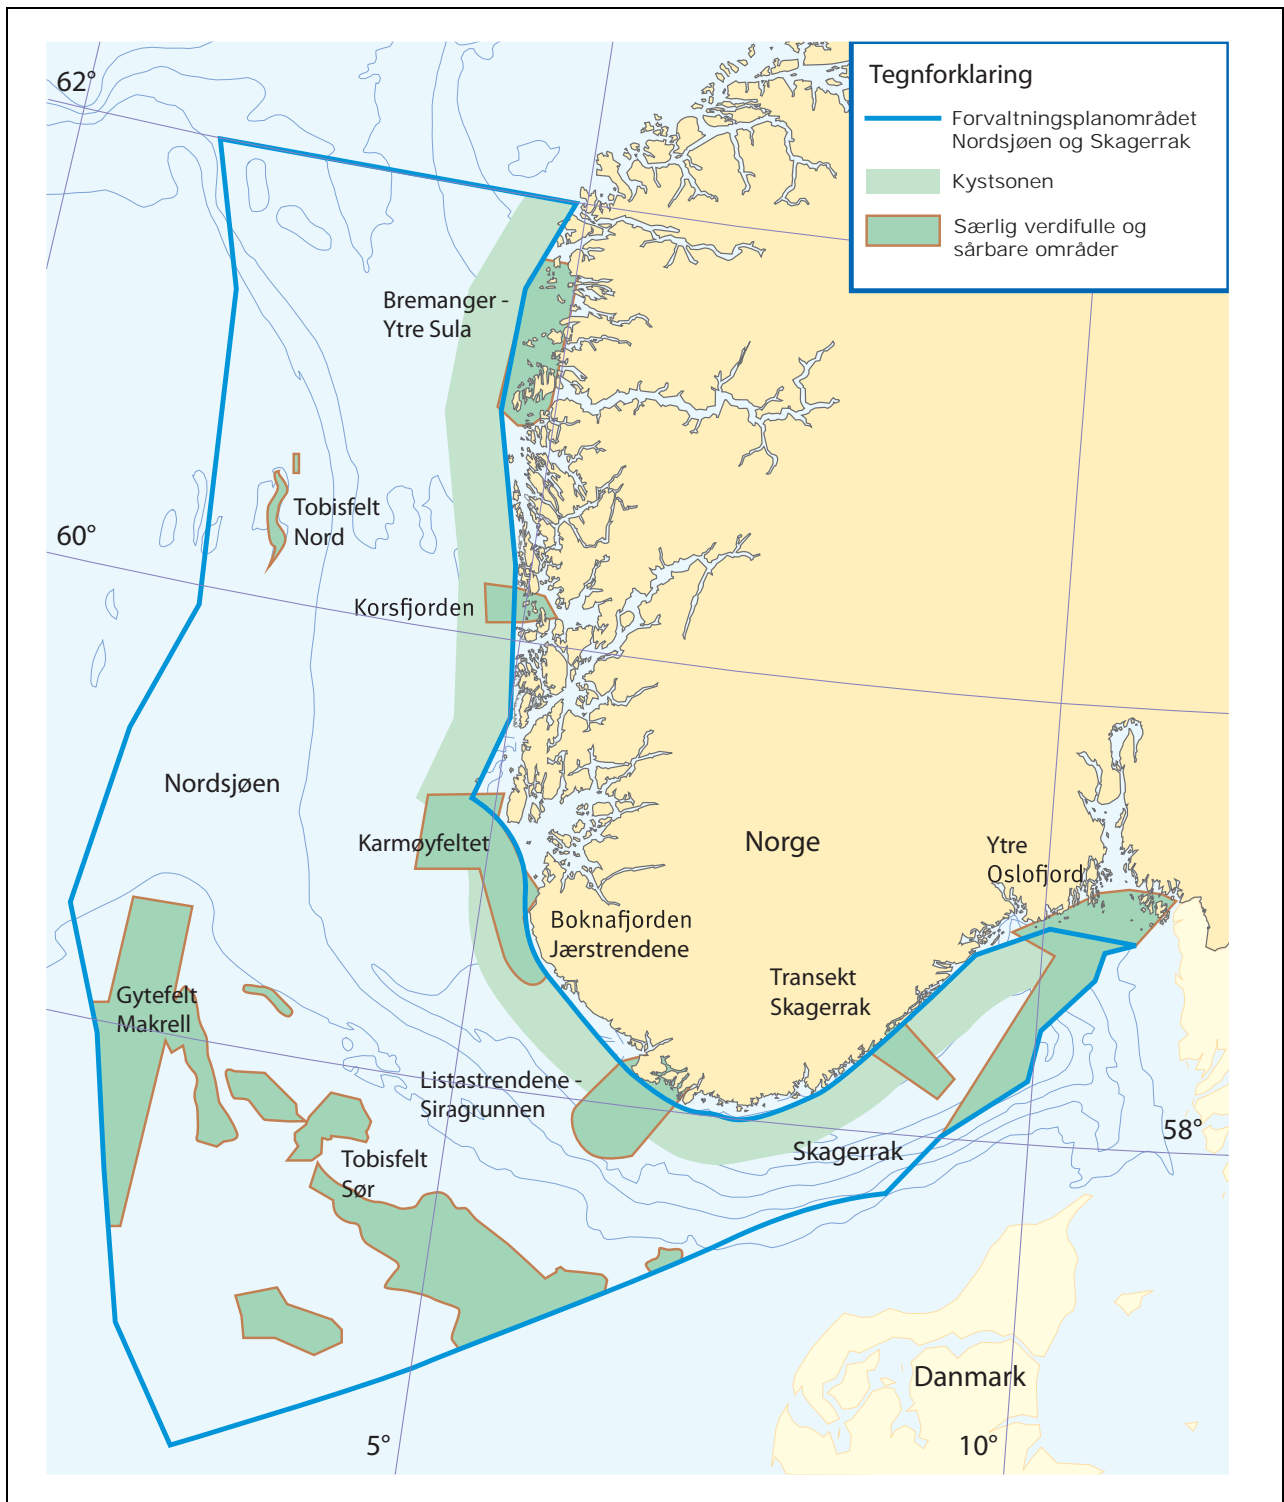 62°
Tegnforklaring
Forvaltningsplanområdet
Nordsjøen og Skagerrak
Kystsonen
Særlig verdifulle og
sårbare områder
Bremanger -
Ytre Sula
Tobisfelt
Nord
60°
Korsfjorden
Nordsjøen
Karmøyfeltet
Norge
Ytre
Oslofjord
Boknafjorden
Jærstrendene
Transekt
Skagerrak
Gytefelt
Makrell
Listastrendene -
Siragrunnen
58°
Skagerrak
Tobisfelt
Sør
Danmark
5°
10°